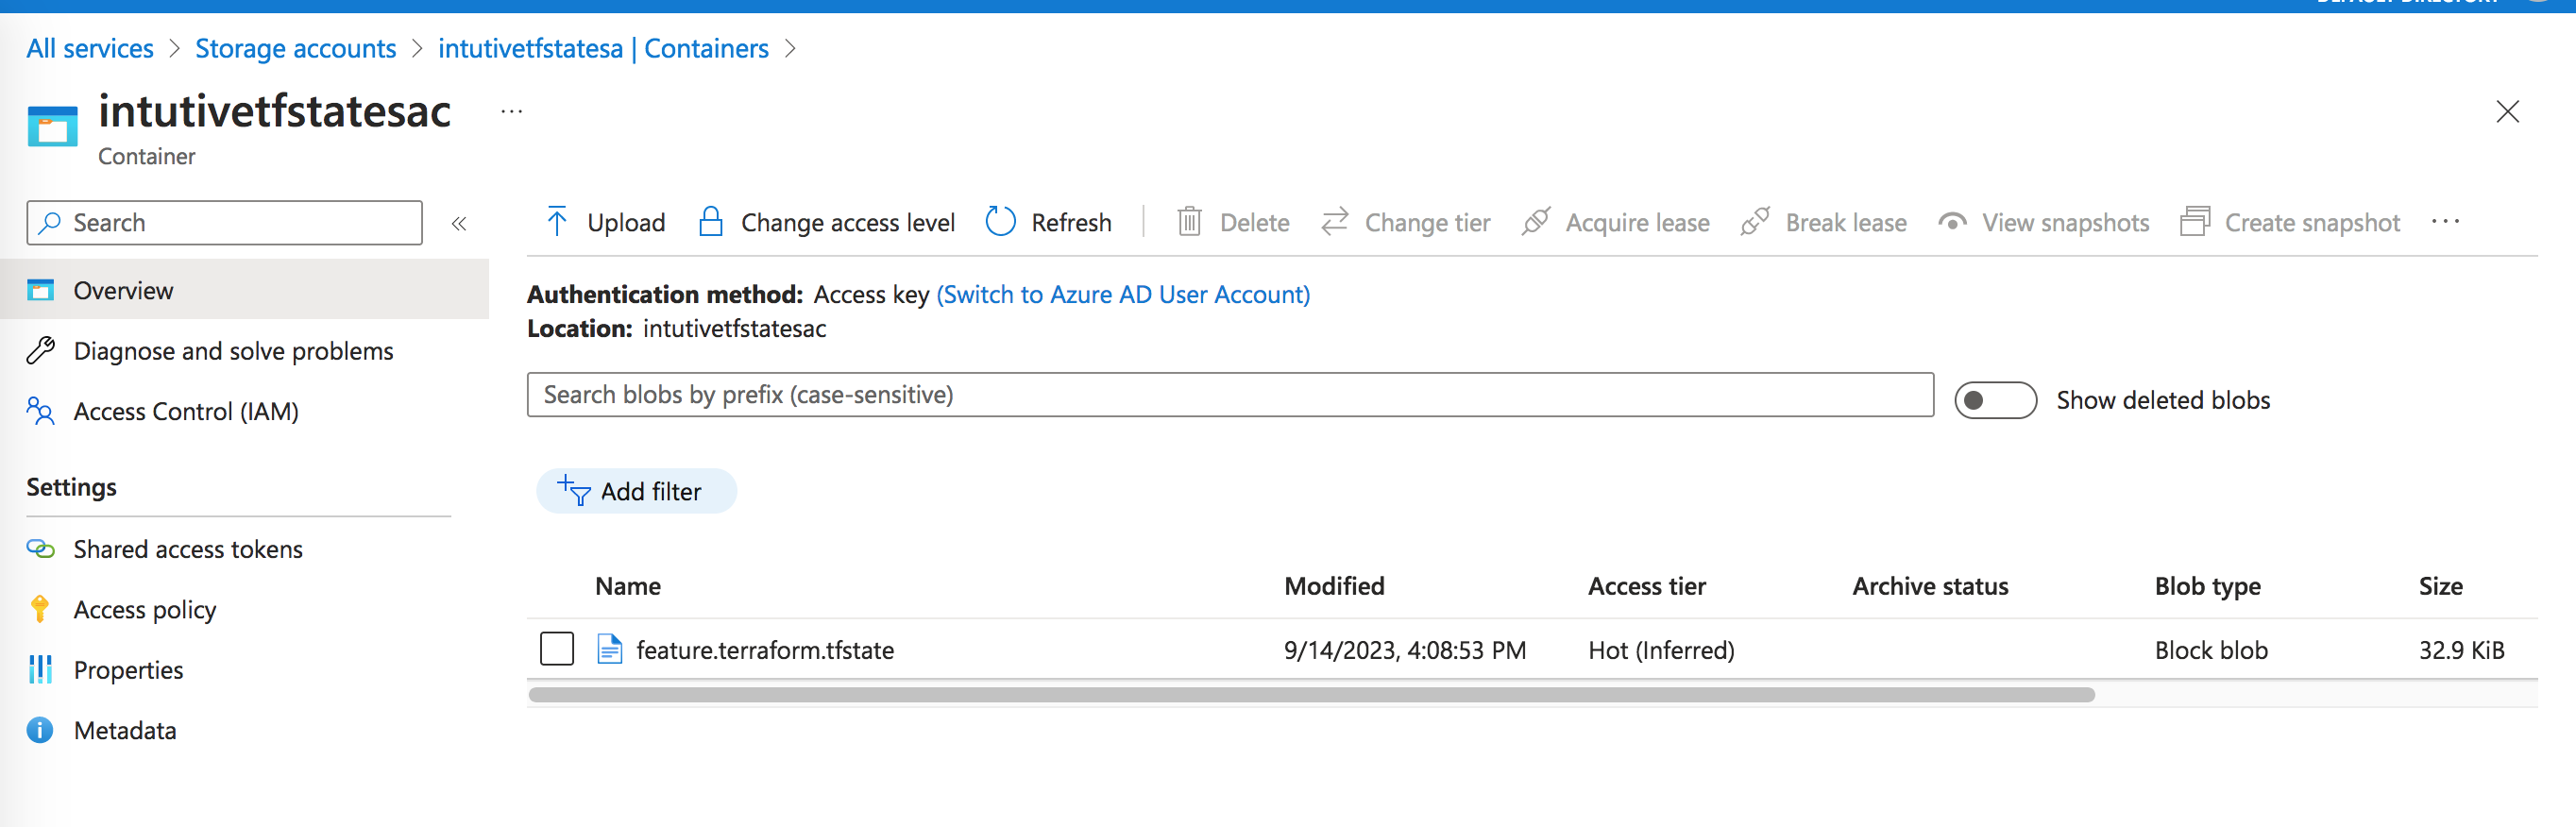 DEFAULT DIRECTORY
All services > Storage accounts > intutivetfstatesa | Containers >
intutivetfstatesac ...
Container
Search «
Overview
Diagnose and solve problems
Access Control (IAM)
Settings
Shared access tokens
Access policy
Properties
Metadata
Upload Change access level Refresh Delete Change tier Acquire lease Break lease View snapshots Create snapshot ...
Authentication method: Access key (Switch to Azure AD User Account)
Location: intutivetfstatesac
Search blobs by prefix (case-sensitive) Show deleted blobs
Add filter
Name Modified Access tier Archive status Blob type Size
feature.terraform.tfstate 9/14/2023, 4:08:53 PM Hot (Inferred) Block blob 32.9 KiB